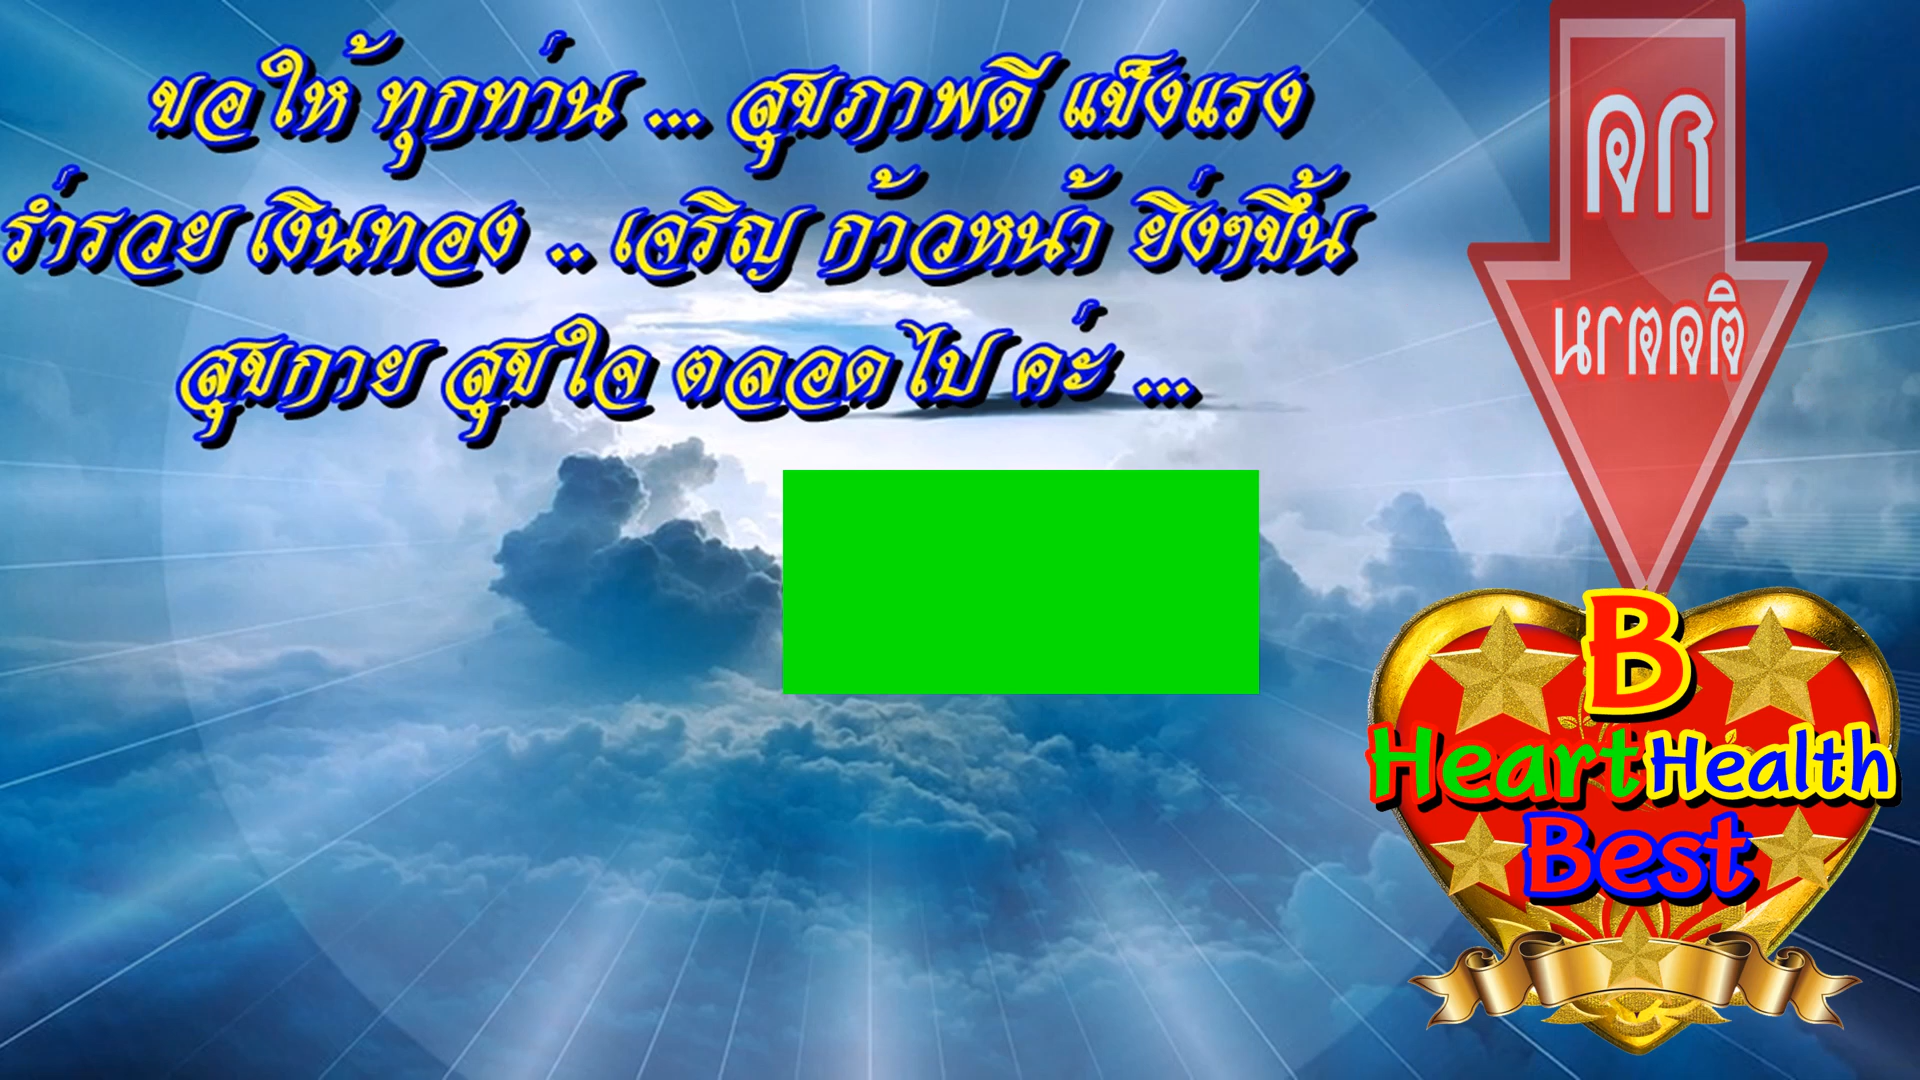 ขอให้ ทุกท่าน ... สุขภาพดี แข็งแรง
ร่ำรวย เงินทอง .. เจริญ ก้าวหน้า ยิ่งๆขึ้น
สุขกาย สุขใจ ตลอดไป ค่ะ ...
กด
ติดตาม
B
Heart Health
Best